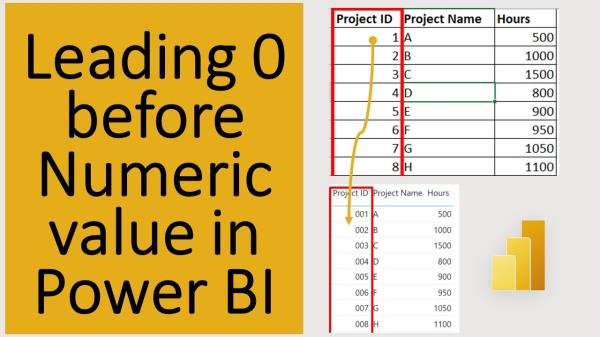 Leading 0
before
Numeric
value in
Power BI
Project ID Project Name Hours
1 A 500
2 B 1000
3 C 1500
4 D 800
5 E 900
6 F 950
7 G 1050
8 H 1100
Project ID Project Name Hours
001 A 500
002 B 1000
003 C 1500
004 D 800
005 E 900
006 F 950
007 G 1050
008 H 1100